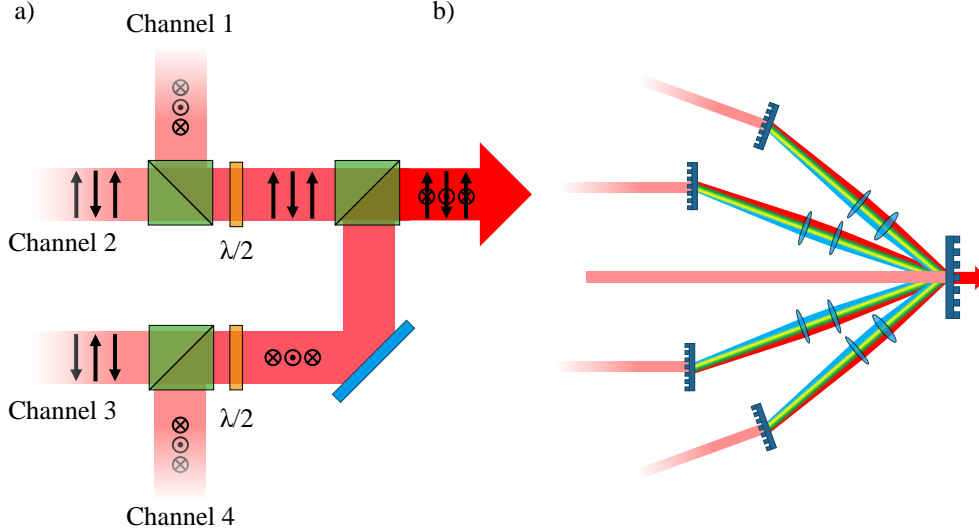 a)
b)
Channel 1
Channel 2
λ/2
Channel 3
λ/2
Channel 4